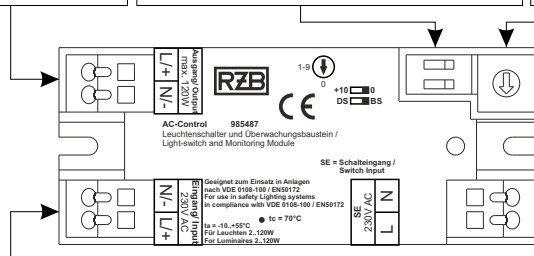 L/+
N/-
Ausgang/ Output
max. 120W
RZB
1-9
0
+10 0
DS BS
CE
AC-Control 985487
Leuchtenschalter und Überwachungsbaustein /
Light-switch and Monitoring Module
SE = Schalteingang /
Switch Input
N/-
L/+
Eingang/ Input
230V AC
Geeignet zum Einsatz in Anlagen
nach VDE 0108-100 / EN50172
For use in safety Lighting systems
in compliance with VDE 0108-100 / EN50172
tc = 70°C
ta = -10..+55°C
Für Leuchten 2..120W
For Luminaires 2..120W
SE
230V AC
N
L